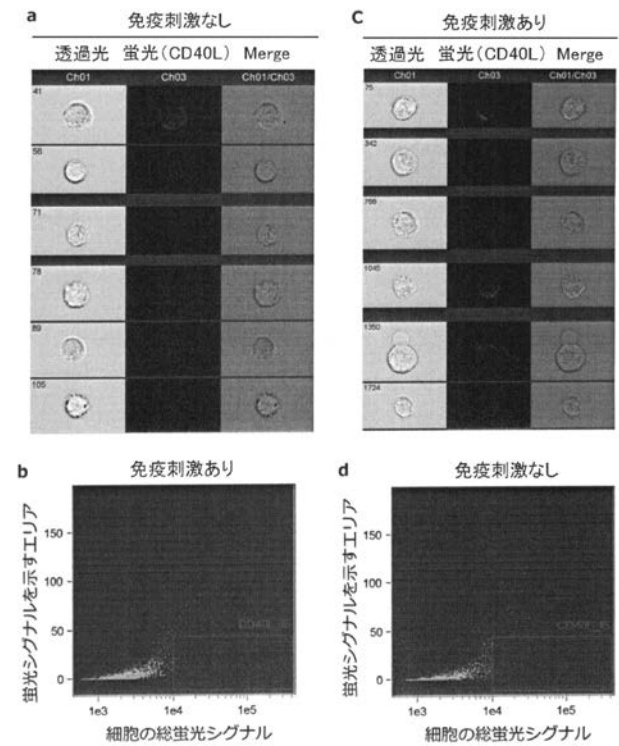 a
免疫刺激なし
透過光 蛍光（CD40L） Merge
Ch01 Ch03 Ch01/Ch03
41
56
71
78
89
105
C
免疫刺激あり
透過光 蛍光（CD40L） Merge
Ch01 Ch03 Ch01/Ch03
75
342
768
1045
1350
1724
b
免疫刺激あり
蛍光シグナルを示すエリア
150
100
50
0
1e3 1e4 1e5
細胞の総蛍光シグナル
d
免疫刺激なし
蛍光シグナルを示すエリア
150
100
50
0
1e3 1e4 1e5
細胞の総蛍光シグナル